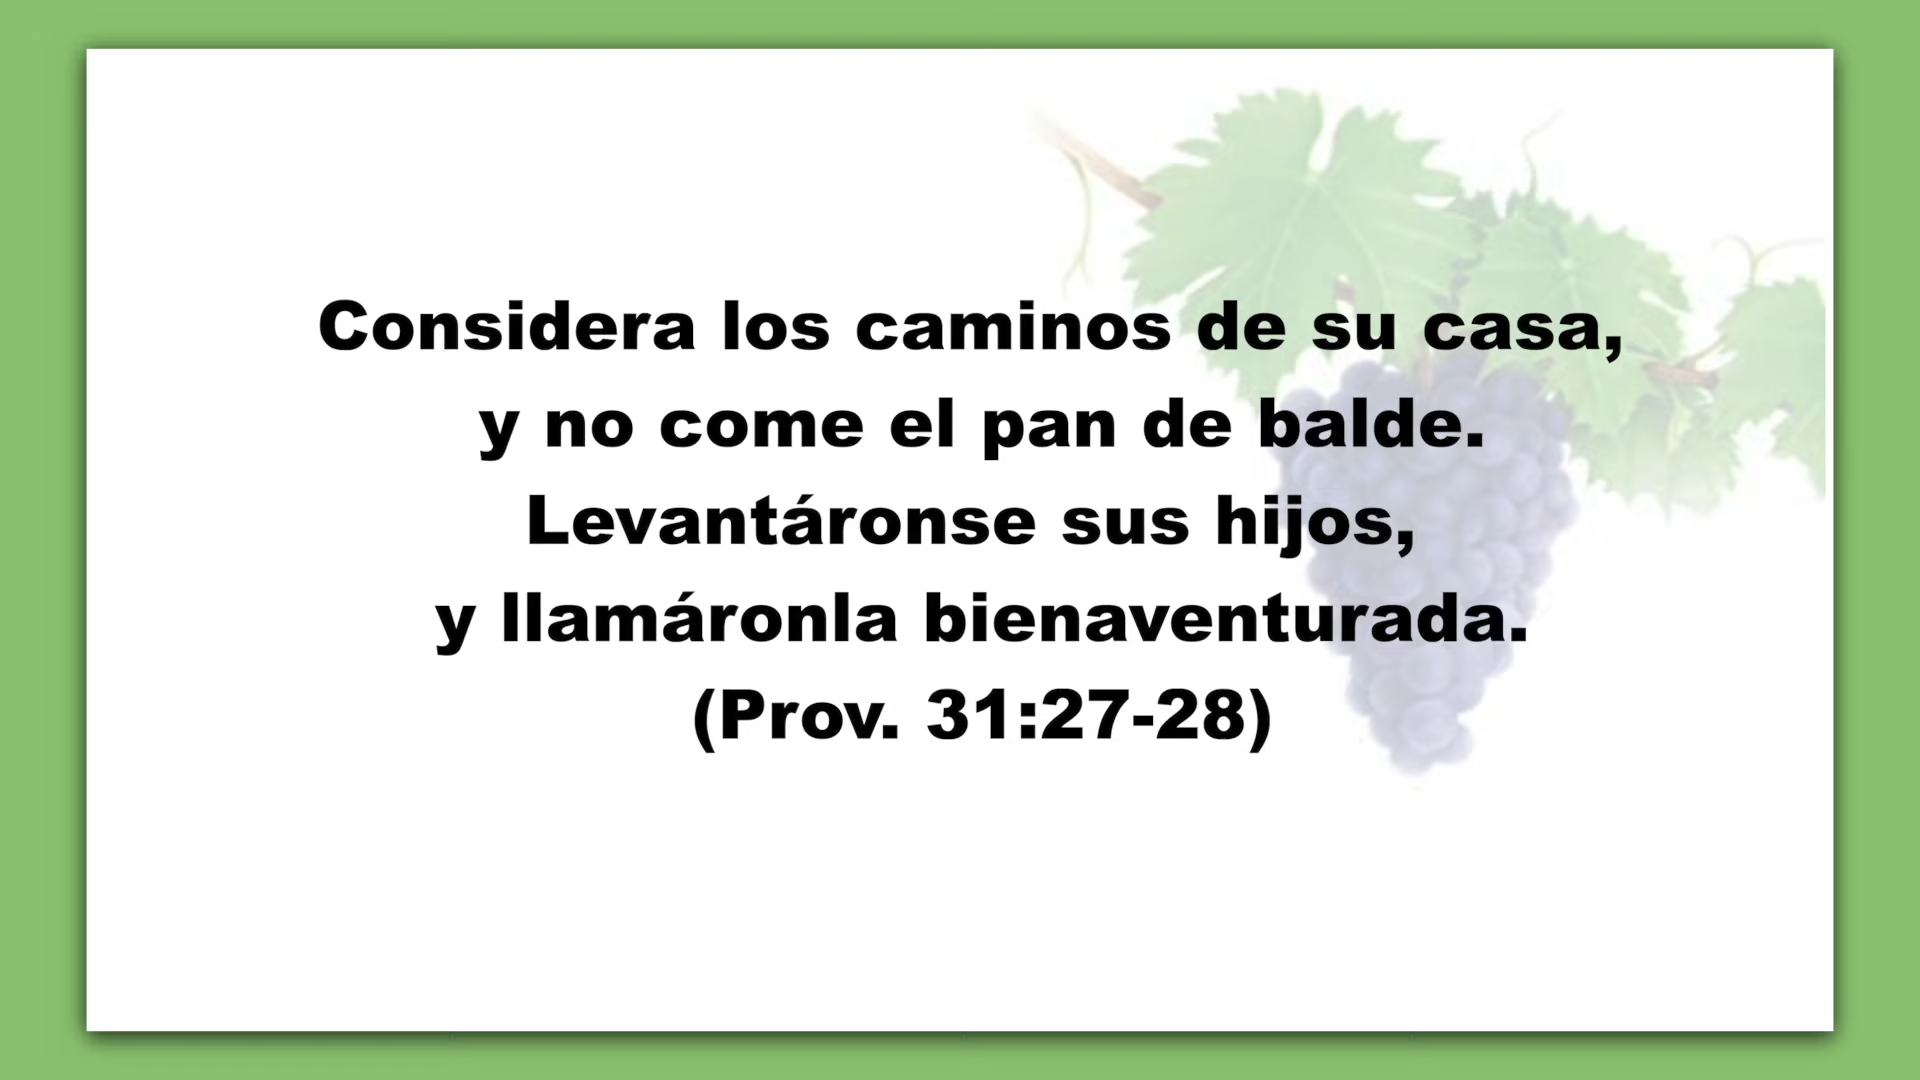 Considera los caminos de su casa,
y no come el pan de balde.
Levantáronse sus hijos,
y llamáronla bienaventurada.
(Prov. 31:27-28)